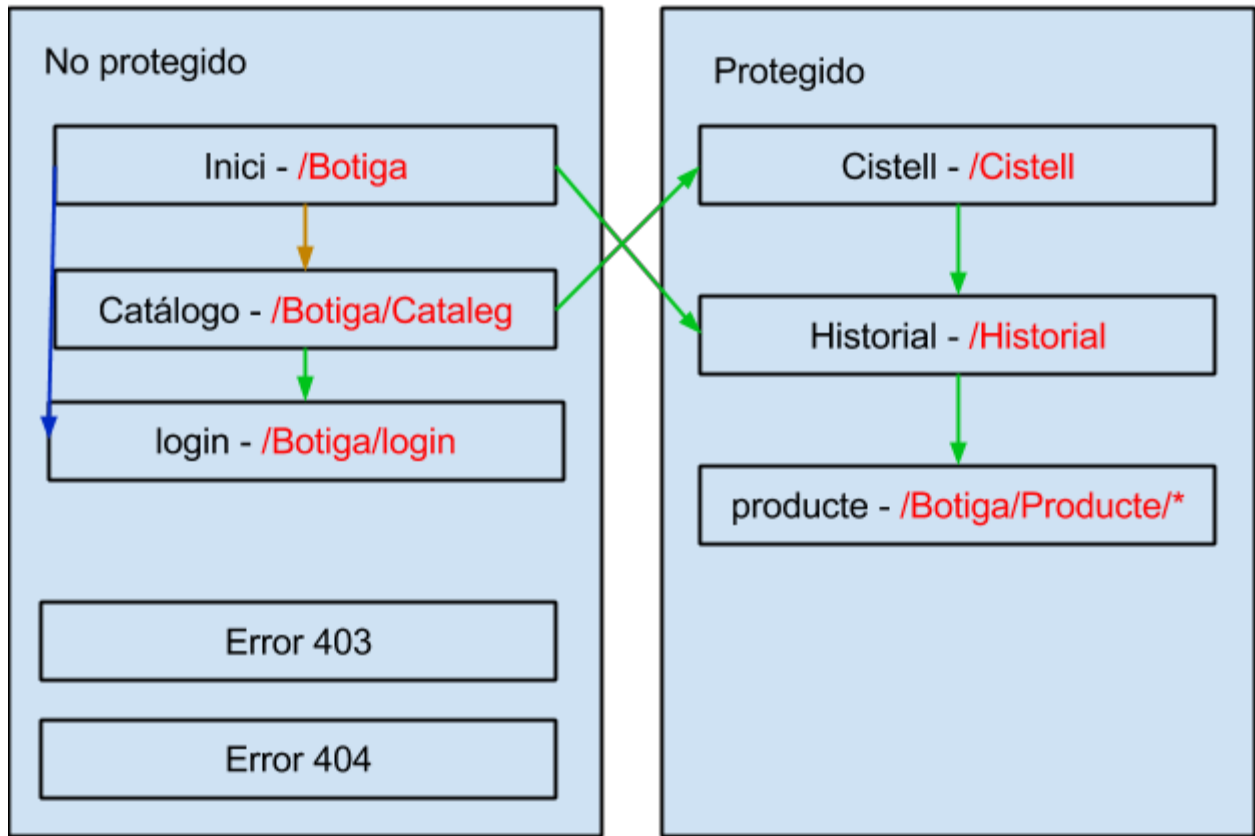 No protegido
Inici - /Botiga
Catálogo - /Botiga/Cataleg
login - /Botiga/login
Error 403
Error 404
Protegido
Cistell - /Cistell
Historial - /Historial
producte - /Botiga/Producte/*